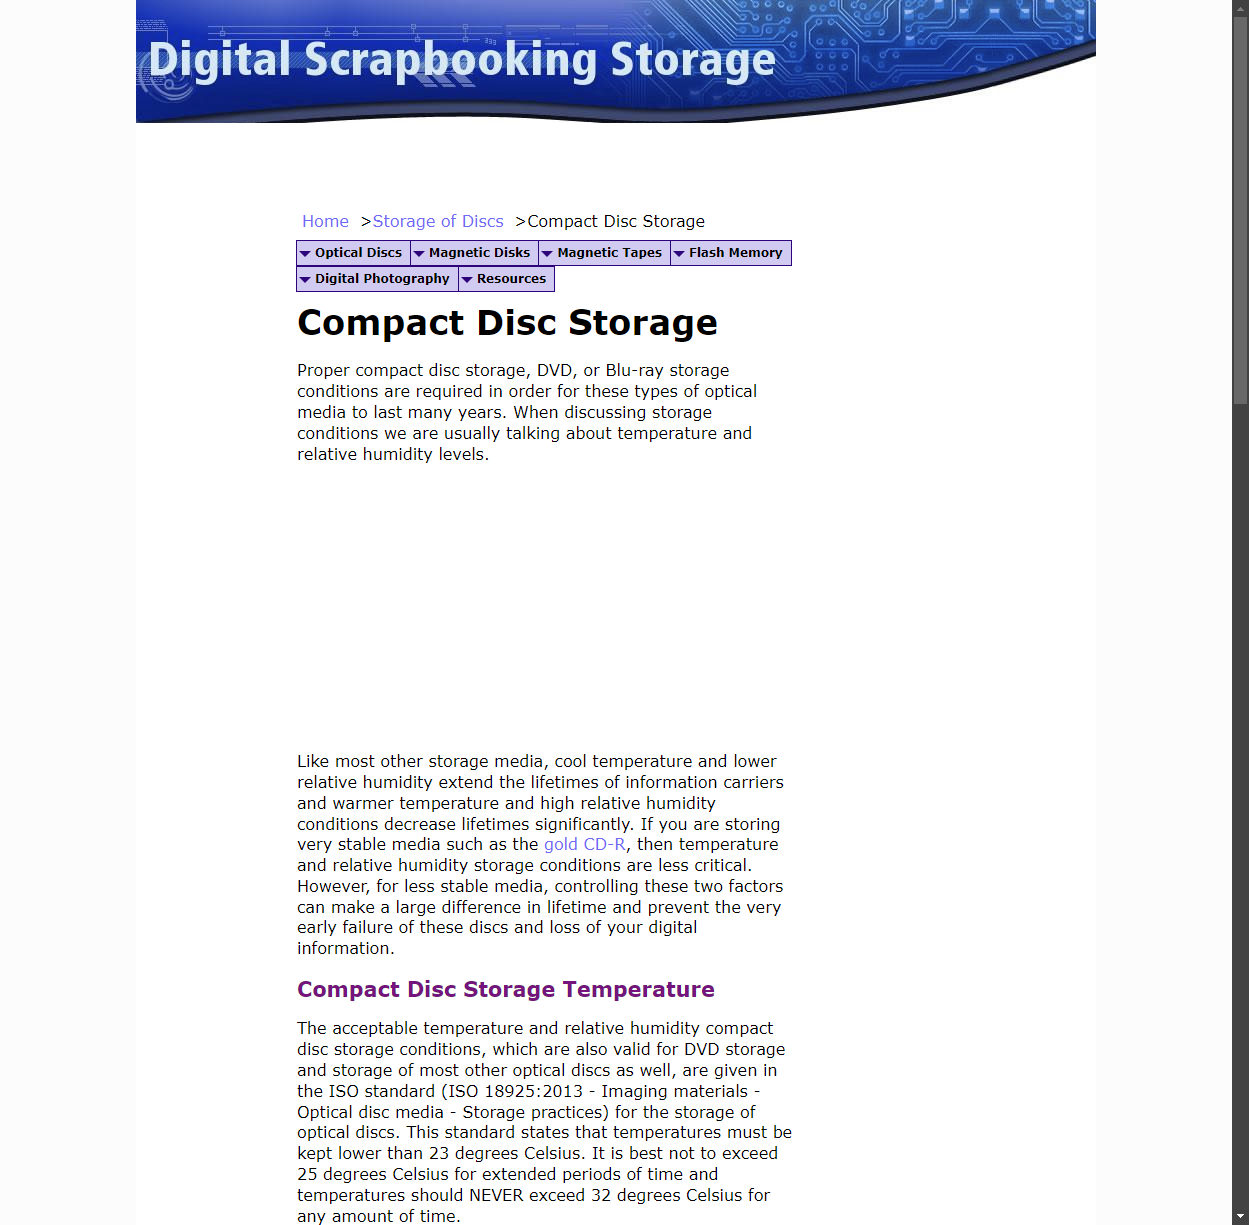 Digital Scrapbooking Storage
Home >Storage of Discs >Compact Disc Storage
Optical Discs Magnetic Disks Magnetic Tapes Flash Memory
Digital Photography Resources
Compact Disc Storage
Proper compact disc storage, DVD, or Blu-ray storage
conditions are required in order for these types of optical
media to last many years. When discussing storage
conditions we are usually talking about temperature and
relative humidity levels.
Like most other storage media, cool temperature and lower
relative humidity extend the lifetimes of information carriers
and warmer temperature and high relative humidity
conditions decrease lifetimes significantly. If you are storing
very stable media such as the gold CD-R, then temperature
and relative humidity storage conditions are less critical.
However, for less stable media, controlling these two factors
can make a large difference in lifetime and prevent the very
early failure of these discs and loss of your digital
information.
Compact Disc Storage Temperature
The acceptable temperature and relative humidity compact
disc storage conditions, which are also valid for DVD storage
and storage of most other optical discs as well, are given in
the ISO standard (ISO 18925:2013 - Imaging materials -
Optical disc media - Storage practices) for the storage of
optical discs. This standard states that temperatures must be
kept lower than 23 degrees Celsius. It is best not to exceed
25 degrees Celsius for extended periods of time and
temperatures should NEVER exceed 32 degrees Celsius for
any amount of time.